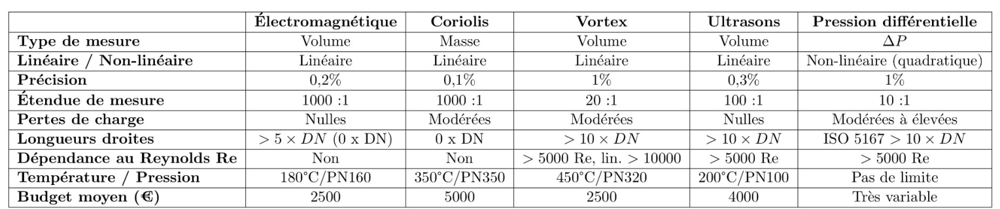 Électromagnétique Coriolis Vortex Ultrasons Pression différentielle
Type de mesure Volume Masse Volume Volume ΔP
Linéaire / Non-linéaire Linéaire Linéaire Linéaire Linéaire Non-linéaire (quadratique)
Précision 0,2% 0,1% 1% 0,3% 1%
Étendue de mesure 1000 :1 1000 :1 20 :1 100 :1 10 :1
Pertes de charge Nulles Modérées Modérées Nulles Modérées à élevées
Longueurs droites > 5 × DN (0 x DN) 0 x DN > 10 × DN > 10 × DN ISO 5167 > 10 × DN
Dépendance au Reynolds Re Non Non > 5000 Re, lin. > 10000 > 5000 Re > 5000 Re
Température / Pression 180°C/PN160 350°C/PN350 450°C/PN320 200°C/PN100 Pas de limite
Budget moyen (€) 2500 5000 2500 4000 Très variable